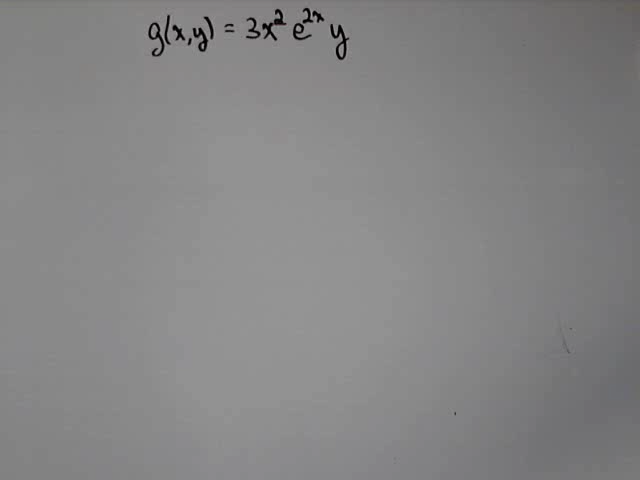 g(x,y) = 3x² e²ˣ y